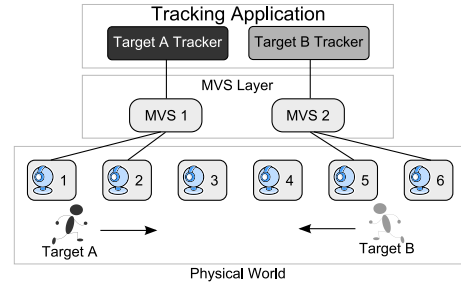 Tracking Application
Target A Tracker Target B Tracker
MVS Layer
MVS 1 MVS 2
1 2 3 4 5 6
Target A Target B
Physical World